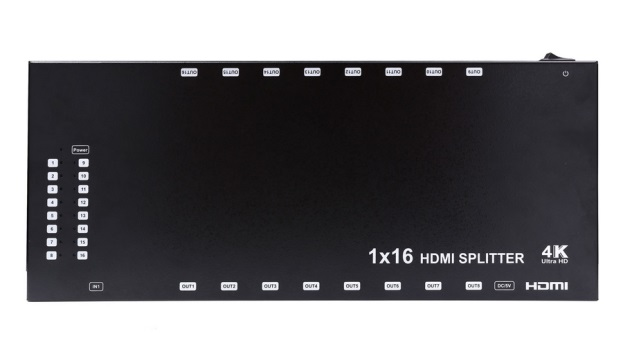 OUT16 OUT15 OUT14 OUT13 OUT12 OUT11 OUT10 OUT9
Power
1 9
2 10
3 11
4 12
5 13
6 14
7 15
8 16
1x16 HDMI SPLITTER
4K
Ultra HD
IN1 OUT1 OUT2 OUT3 OUT4 OUT5 OUT6 OUT7 OUT8 DC/5V HDMI